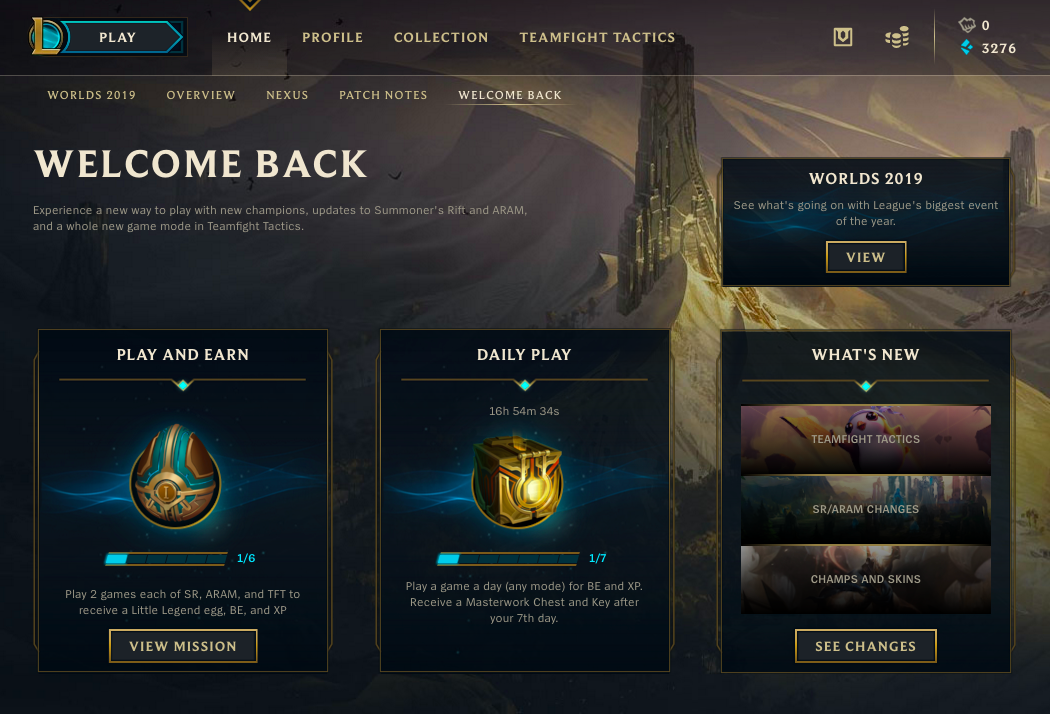 PLAY
HOME
PROFILE
COLLECTION
TEAMFIGHT TACTICS
0
3276
WORLDS 2019
OVERVIEW
NEXUS
PATCH NOTES
WELCOME BACK
WELCOME BACK
Experience a new way to play with new champions, updates to Summoner's Rift and ARAM,
and a whole new game mode in Teamfight Tactics.
WORLDS 2019
See what's going on with League's biggest event
of the year.
VIEW
PLAY AND EARN
I
1/6
Play 2 games each of SR, ARAM, and TFT to
receive a Little Legend egg, BE, and XP
VIEW MISSION
DAILY PLAY
16h 54m 34s
1/7
Play a game a day (any mode) for BE and XP.
Receive a Masterwork Chest and Key after
your 7th day.
WHAT'S NEW
TEAMFIGHT TACTICS
SR/ARAM CHANGES
CHAMPS AND SKINS
SEE CHANGES